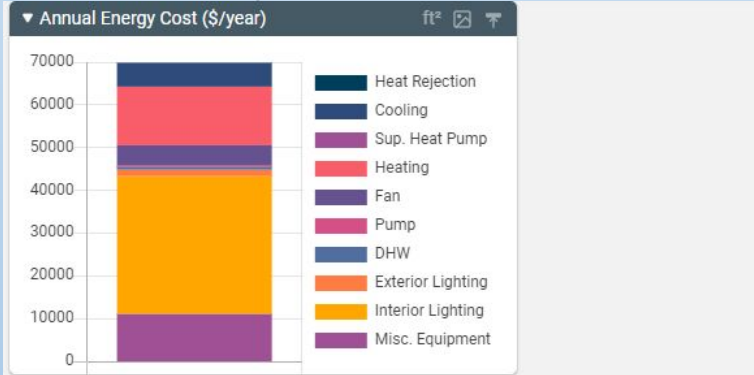 ▼ Annual Energy Cost ($/year) ft²
70000
60000
50000
40000
30000
20000
10000
0
Heat Rejection
Cooling
Sup. Heat Pump
Heating
Fan
Pump
DHW
Exterior Lighting
Interior Lighting
Misc. Equipment